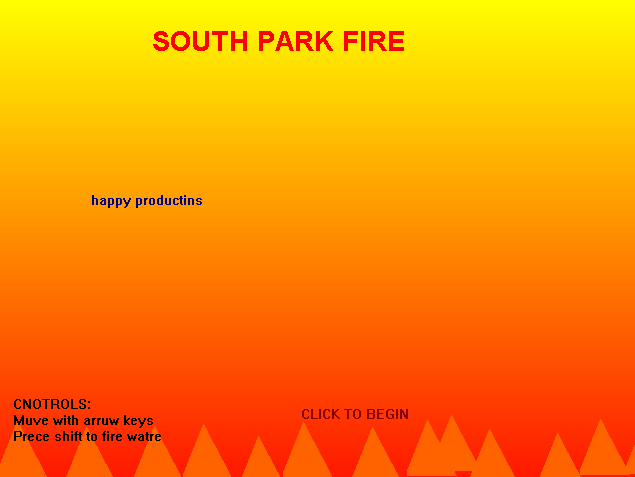 SOUTH PARK FIRE
happy productins
CNOTROLS:
Muve with arruw keys
Prece shift to fire watre
CLICK TO BEGIN